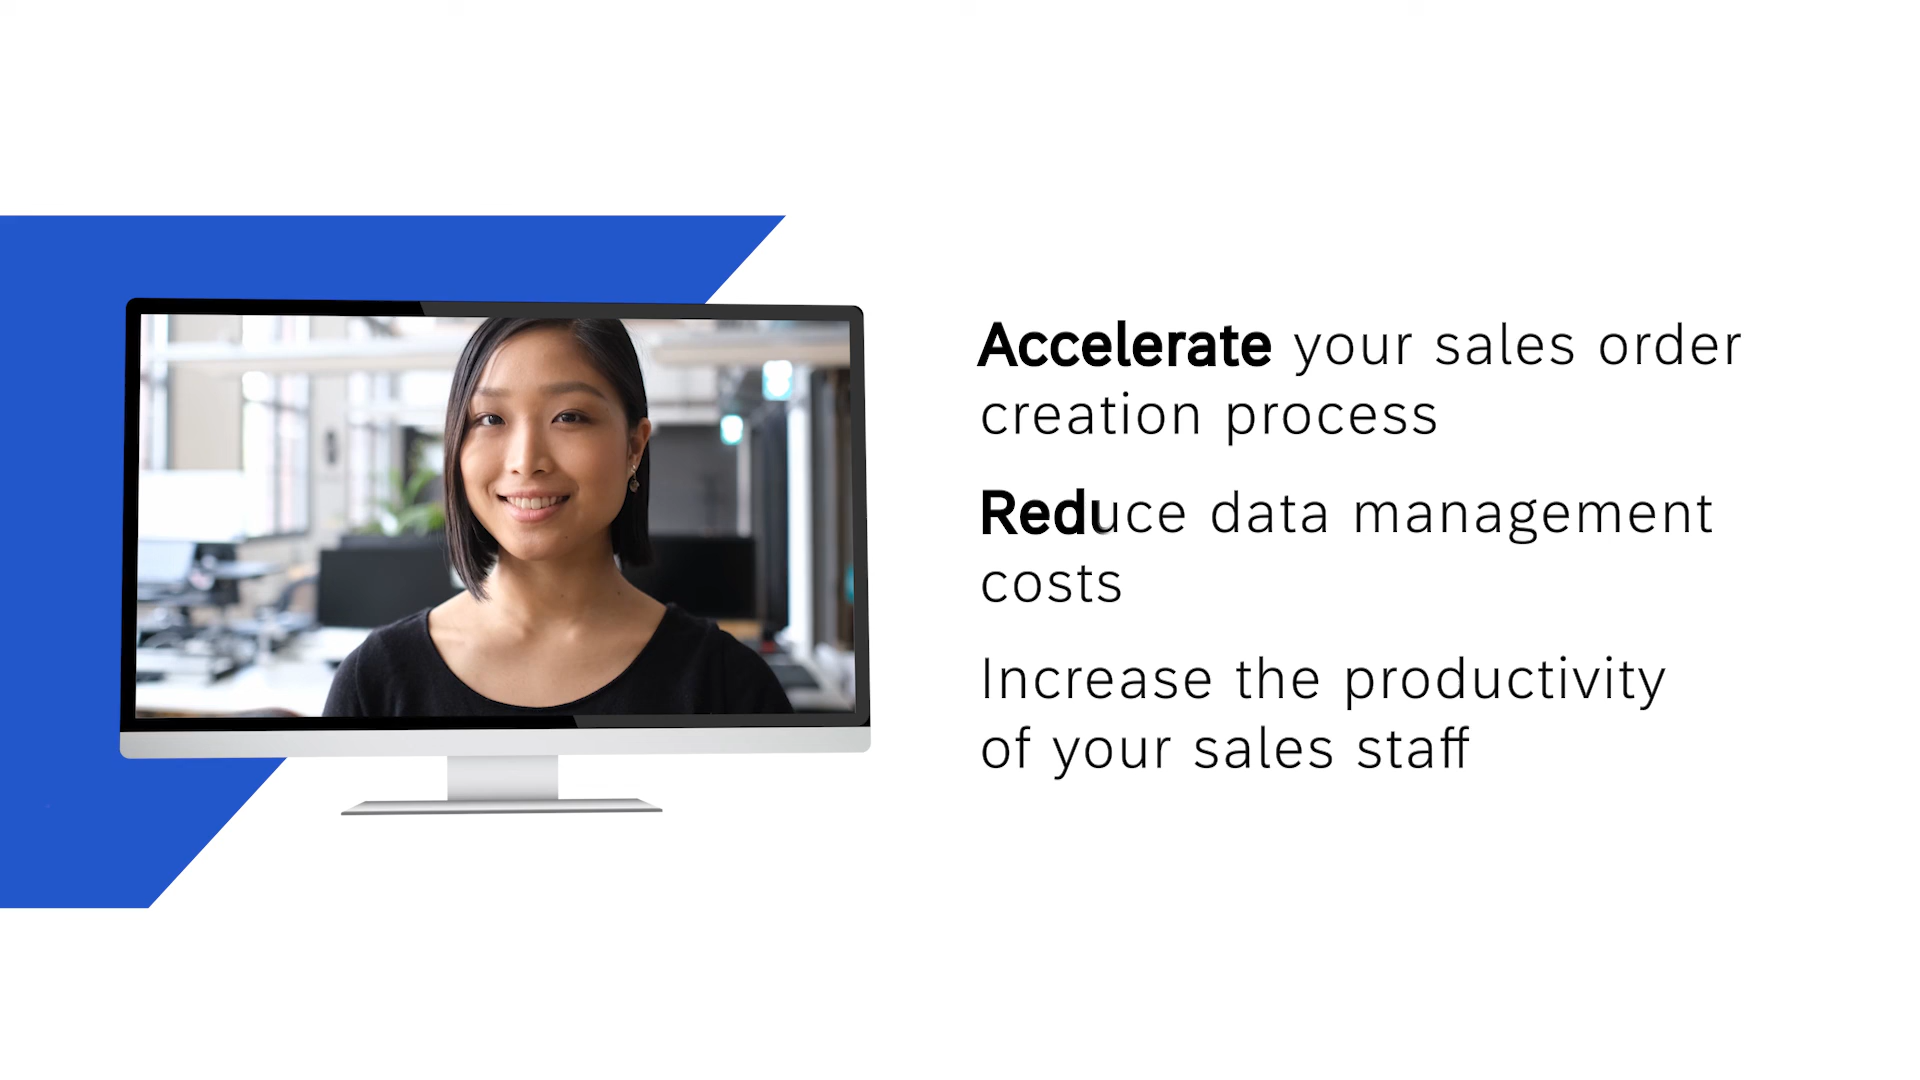 Accelerate your sales order
creation process
Reduce data management
costs
Increase the productivity
of your sales staff